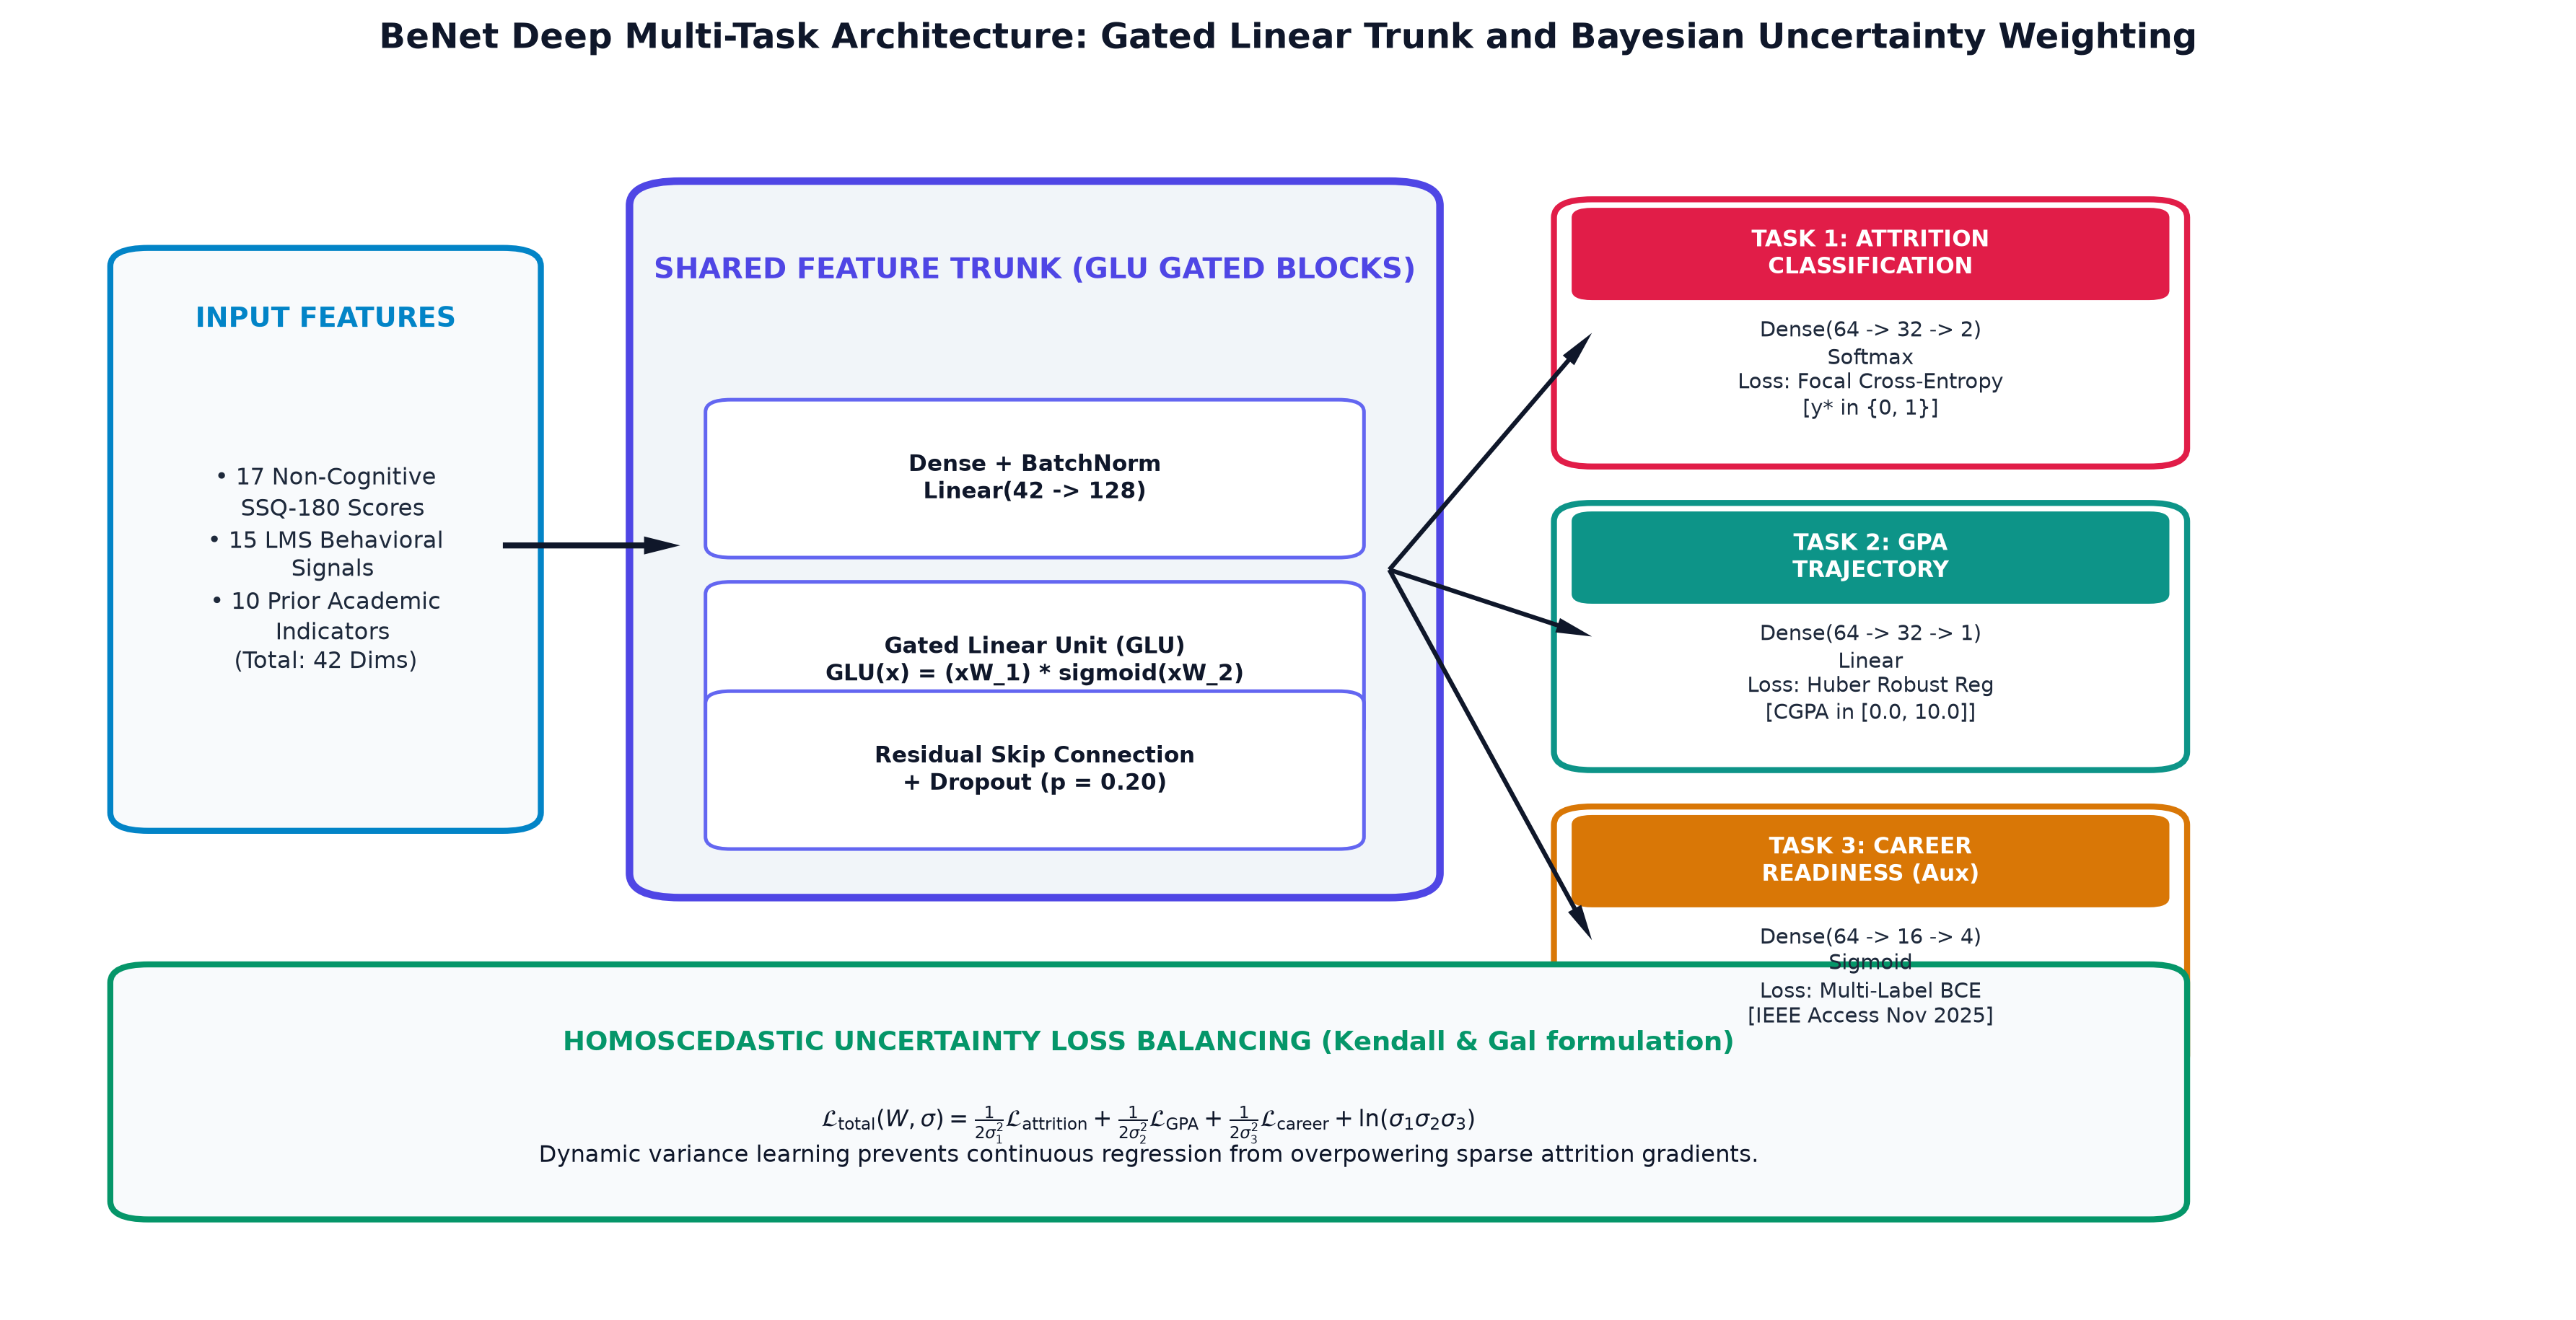 BeNet Deep Multi-Task Architecture: Gated Linear Trunk and Bayesian Uncertainty Weighting
INPUT FEATURES
• 17 Non-Cognitive
SSQ-180 Scores
• 15 LMS Behavioral
Signals
• 10 Prior Academic
Indicators
(Total: 42 Dims)
SHARED FEATURE TRUNK (GLU GATED BLOCKS)
Dense + BatchNorm
Linear(42 -> 128)
Gated Linear Unit (GLU)
GLU(x) = (xW_1) * sigmoid(xW_2)
Residual Skip Connection
+ Dropout (p = 0.20)
TASK 1: ATTRITION
CLASSIFICATION
Dense(64 -> 32 -> 2)
Softmax
Loss: Focal Cross-Entropy
[y* in {0, 1}]
TASK 2: GPA
TRAJECTORY
Dense(64 -> 32 -> 1)
Linear
Loss: Huber Robust Reg
[CGPA in [0.0, 10.0]]
TASK 3: CAREER
READINESS (Aux)
Dense(64 -> 16 -> 4)
Sigmoid
Loss: Multi-Label BCE
[IEEE Access Nov 2025]
HOMOSCEDASTIC UNCERTAINTY LOSS BALANCING (Kendall & Gal formulation)
ℒ_total(W, σ) = 1/(2σ₁²) ℒ_attrition + 1/(2σ₂²) ℒ_GPA + 1/(2σ₃²) ℒ_career + ln(σ₁σ₂σ₃)
Dynamic variance learning prevents continuous regression from overpowering sparse attrition gradients.